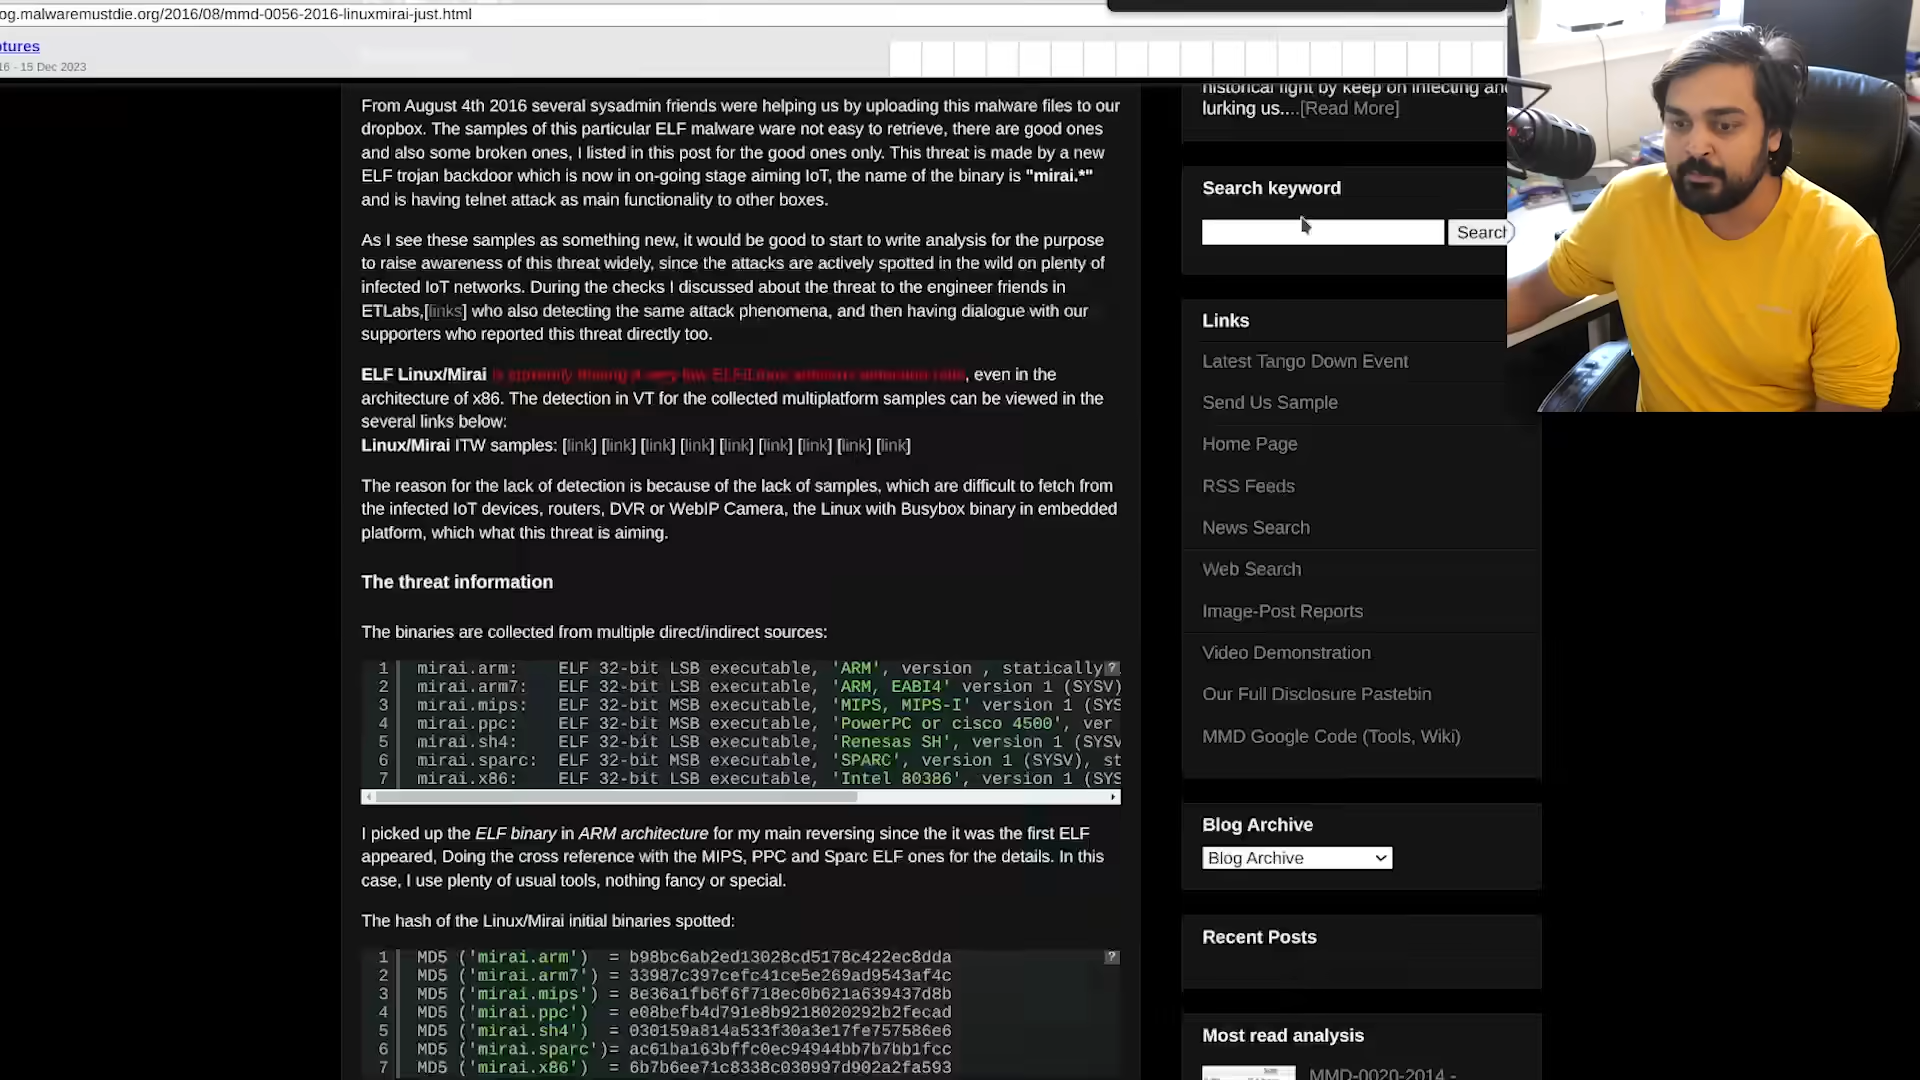 og.malwaremustdie.org/2016/08/mmd-0056-2016-linuxmirai-just.html
ptures
16 - 15 Dec 2023
From August 4th 2016 several sysadmin friends were helping us by uploading this malware files to our
dropbox. The samples of this particular ELF malware ware not easy to retrieve, there are good ones
and also some broken ones, I listed in this post for the good ones only. This threat is made by a new
ELF trojan backdoor which is now in on-going stage aiming IoT, the name of the binary is "mirai.*"
and is having telnet attack as main functionality to other boxes.
As I see these samples as something new, it would be good to start to write analysis for the purpose
to raise awareness of this threat widely, since the attacks are actively spotted in the wild on plenty of
infected IoT networks. During the checks I discussed about the threat to the engineer friends in
ETLabs,[links] who also detecting the same attack phenomena, and then having dialogue with our
supporters who reported this threat directly too.
ELF Linux/Mirai , even in the
architecture of x86. The detection in VT for the collected multiplatform samples can be viewed in the
several links below:
Linux/Mirai ITW samples: [link] [link] [link] [link] [link] [link] [link] [link] [link]
The reason for the lack of detection is because of the lack of samples, which are difficult to fetch from
the infected IoT devices, routers, DVR or WebIP Camera, the Linux with Busybox binary in embedded
platform, which what this threat is aiming.
The threat information
The binaries are collected from multiple direct/indirect sources:
1 mirai.arm: ELF 32-bit LSB executable, 'ARM', version , statically ?
2 mirai.arm7: ELF 32-bit LSB executable, 'ARM, EABI4' version 1 (SYSV)
3 mirai.mips: ELF 32-bit MSB executable, 'MIPS, MIPS-I' version 1 (SYS
4 mirai.ppc: ELF 32-bit MSB executable, 'PowerPC or cisco 4500', ver
5 mirai.sh4: ELF 32-bit LSB executable, 'Renesas SH', version 1 (SYSV
6 mirai.sparc: ELF 32-bit MSB executable, 'SPARC', version 1 (SYSV), st
7 mirai.x86: ELF 32-bit LSB executable, 'Intel 80386', version 1 (SYS
I picked up the ELF binary in ARM architecture for my main reversing since the it was the first ELF
appeared, Doing the cross reference with the MIPS, PPC and Sparc ELF ones for the details. In this
case, I use plenty of usual tools, nothing fancy or special.
The hash of the Linux/Mirai initial binaries spotted:
1 MD5 ('mirai.arm') = b98bc6ab2ed13028cd5178c422ec8dda ?
2 MD5 ('mirai.arm7') = 33987c397cefc41ce5e269ad9543af4c
3 MD5 ('mirai.mips') = 8e36a1fb6f6f718ec0b621a639437d8b
4 MD5 ('mirai.ppc') = e08befb4d791e8b9218020292b2fecad
5 MD5 ('mirai.sh4') = 030159a814a533f30a3e17fe757586e6
6 MD5 ('mirai.sparc')= ac61ba163bffc0ec94944bb7b7bb1fcc
7 MD5 ('mirai.x86') = 6b7b6ee71c8338c030997d902a2fa593
historical fight by keep on infecting and
lurking us....[Read More]
Search keyword
Search
Links
Latest Tango Down Event
Send Us Sample
Home Page
RSS Feeds
News Search
Web Search
Image-Post Reports
Video Demonstration
Our Full Disclosure Pastebin
MMD Google Code (Tools, Wiki)
Blog Archive
Blog Archive
Recent Posts
Most read analysis
MMD-0020-2014 -